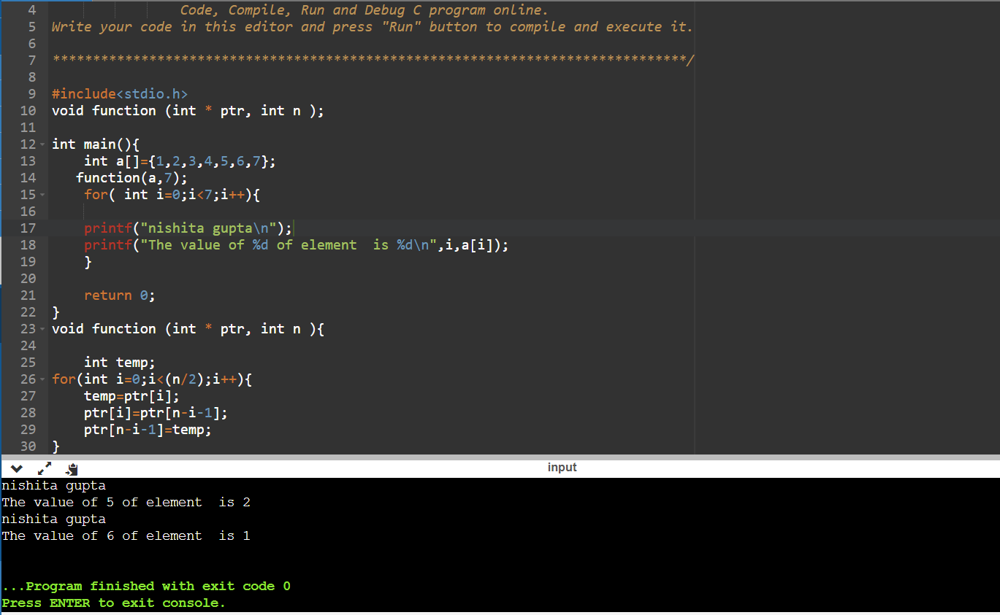 4 Code, Compile, Run and Debug C program online.
5 Write your code in this editor and press "Run" button to compile and execute it.
6
7 *******************************************************************************/
8
9 #include<stdio.h>
10 void function (int * ptr, int n );
11
12 int main(){
13 int a[]={1,2,3,4,5,6,7};
14 function(a,7);
15 for( int i=0;i<7;i++){
16
17 printf("nishita gupta\n");
18 printf("The value of %d of element  is %d\n",i,a[i]);
19 }
20
21 return 0;
22 }
23 void function (int * ptr, int n ){
24
25 int temp;
26 for(int i=0;i<(n/2);i++){
27 temp=ptr[i];
28 ptr[i]=ptr[n-i-1];
29 ptr[n-i-1]=temp;
30 }
input
nishita gupta
The value of 5 of element  is 2
nishita gupta
The value of 6 of element  is 1
...Program finished with exit code 0
Press ENTER to exit console.